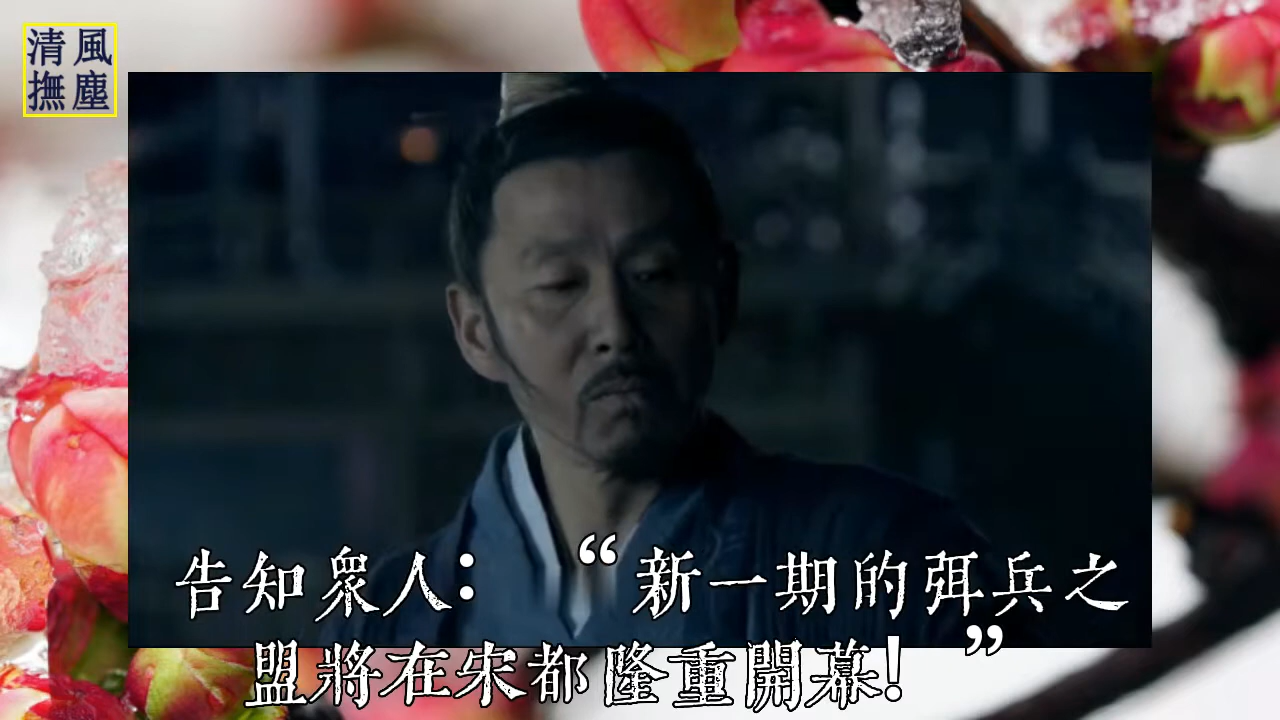 清風
撫塵
告知衆人：“新一期的弭兵之
盟將在宋都隆重開幕！”